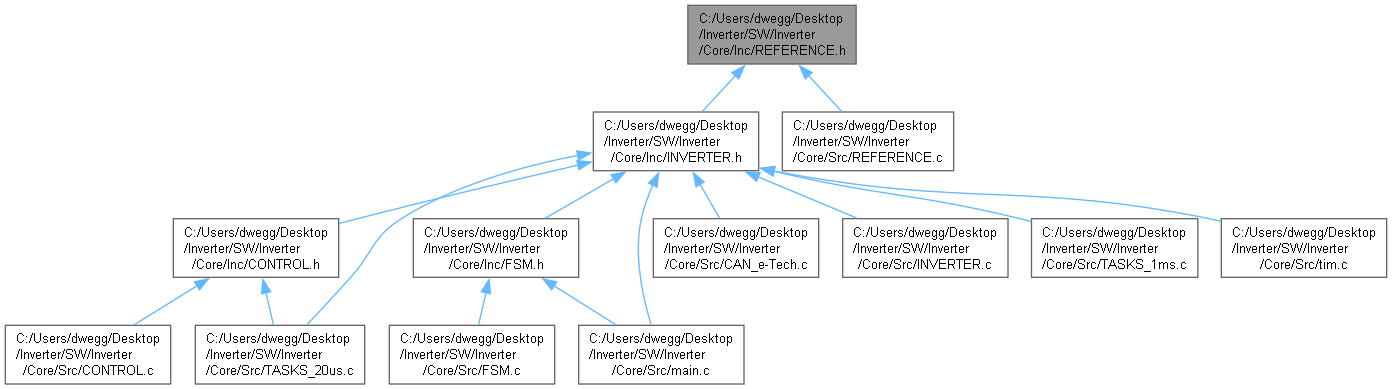 C:/Users/dwegg/Desktop
/Inverter/SW/Inverter
/Core/Inc/REFERENCE.h
C:/Users/dwegg/Desktop
/Inverter/SW/Inverter
/Core/Inc/INVERTER.h
C:/Users/dwegg/Desktop
/Inverter/SW/Inverter
/Core/Src/REFERENCE.c
C:/Users/dwegg/Desktop
/Inverter/SW/Inverter
/Core/Inc/CONTROL.h
C:/Users/dwegg/Desktop
/Inverter/SW/Inverter
/Core/Inc/FSM.h
C:/Users/dwegg/Desktop
/Inverter/SW/Inverter
/Core/Src/CAN_e-Tech.c
C:/Users/dwegg/Desktop
/Inverter/SW/Inverter
/Core/Src/INVERTER.c
C:/Users/dwegg/Desktop
/Inverter/SW/Inverter
/Core/Src/TASKS_1ms.c
C:/Users/dwegg/Desktop
/Inverter/SW/Inverter
/Core/Src/tim.c
C:/Users/dwegg/Desktop
/Inverter/SW/Inverter
/Core/Src/CONTROL.c
C:/Users/dwegg/Desktop
/Inverter/SW/Inverter
/Core/Src/TASKS_20us.c
C:/Users/dwegg/Desktop
/Inverter/SW/Inverter
/Core/Src/FSM.c
C:/Users/dwegg/Desktop
/Inverter/SW/Inverter
/Core/Src/main.c